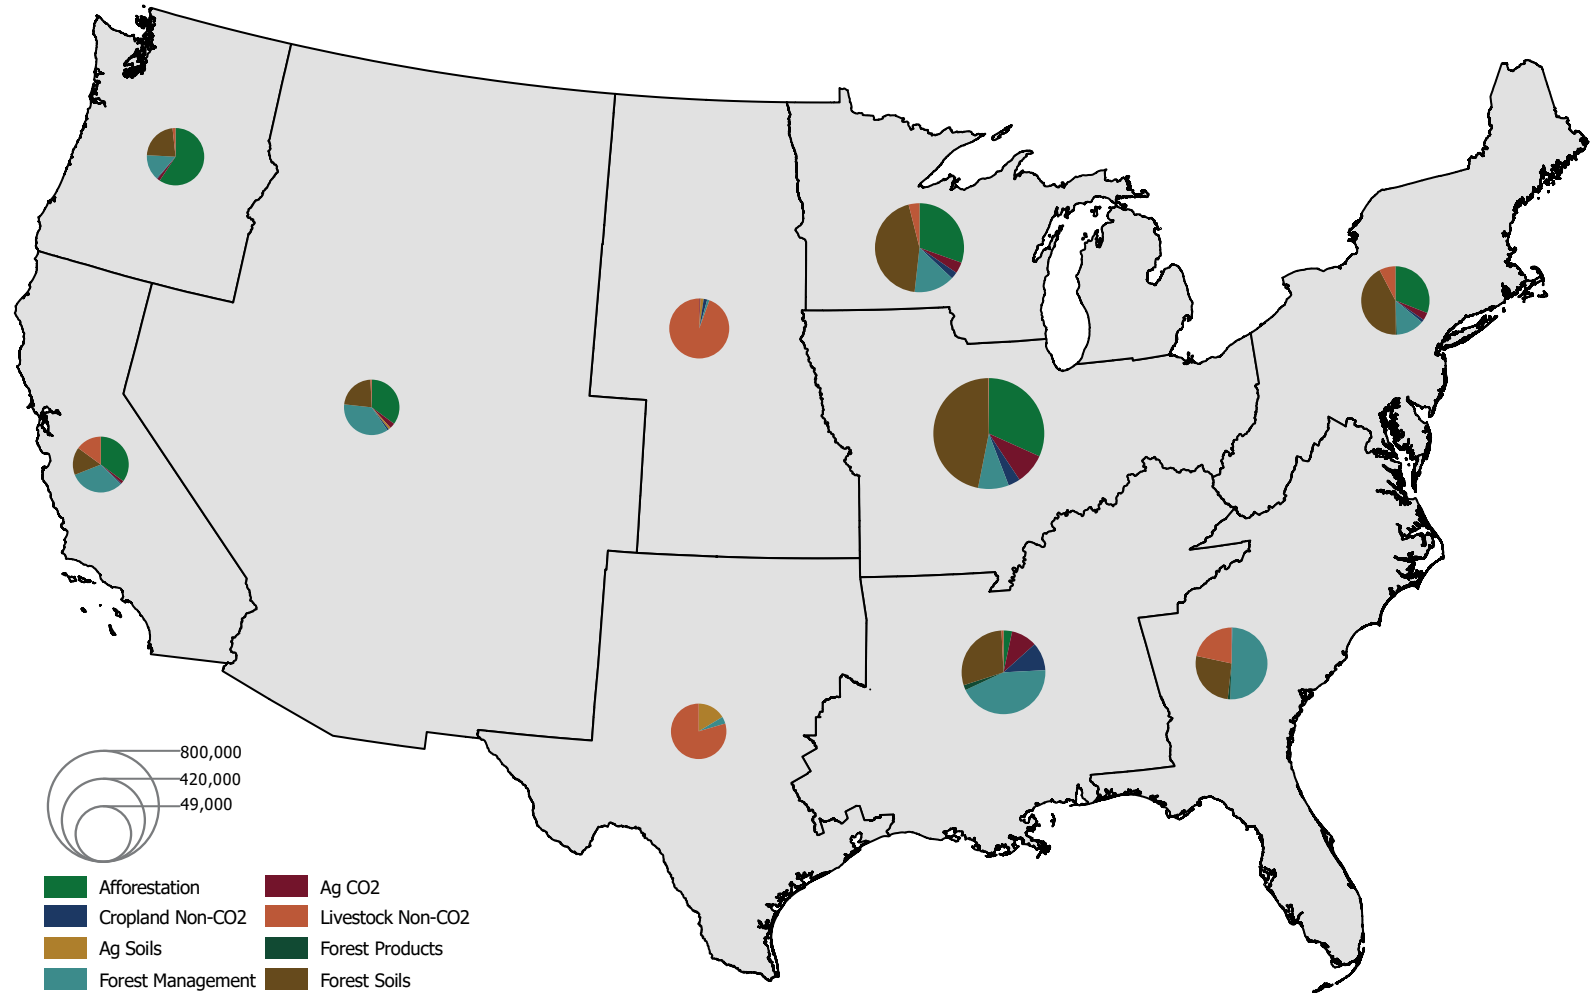 800,000
420,000
49,000
Afforestation
Ag CO2
Cropland Non-CO2
Livestock Non-CO2
Ag Soils
Forest Products
Forest Management
Forest Soils